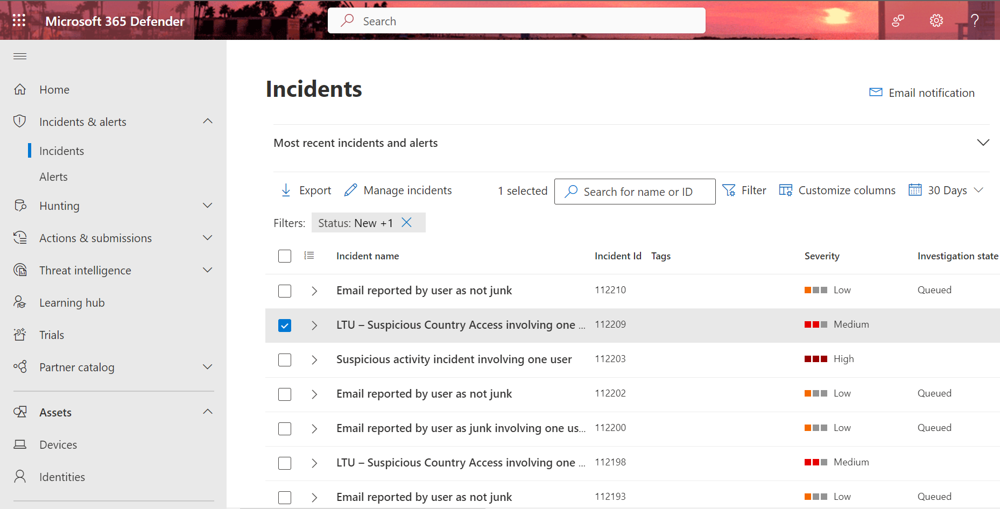 Microsoft 365 Defender
Search
?
Home
Incidents & alerts
Incidents
Alerts
Hunting
Actions & submissions
Threat intelligence
Learning hub
Trials
Partner catalog
Assets
Devices
Identities
Incidents
Email notification
Most recent incidents and alerts
Export Manage incidents 1 selected Search for name or ID Filter Customize columns 30 Days
Filters: Status: New +1
Incident name Incident Id Tags Severity Investigation state
Email reported by user as not junk 112210 Low Queued
LTU – Suspicious Country Access involving one ... 112209 Medium
Suspicious activity incident involving one user 112203 High
Email reported by user as not junk 112202 Low Queued
Email reported by user as junk involving one us... 112200 Low Queued
LTU – Suspicious Country Access involving one ... 112198 Medium
Email reported by user as not junk 112193 Low Queued